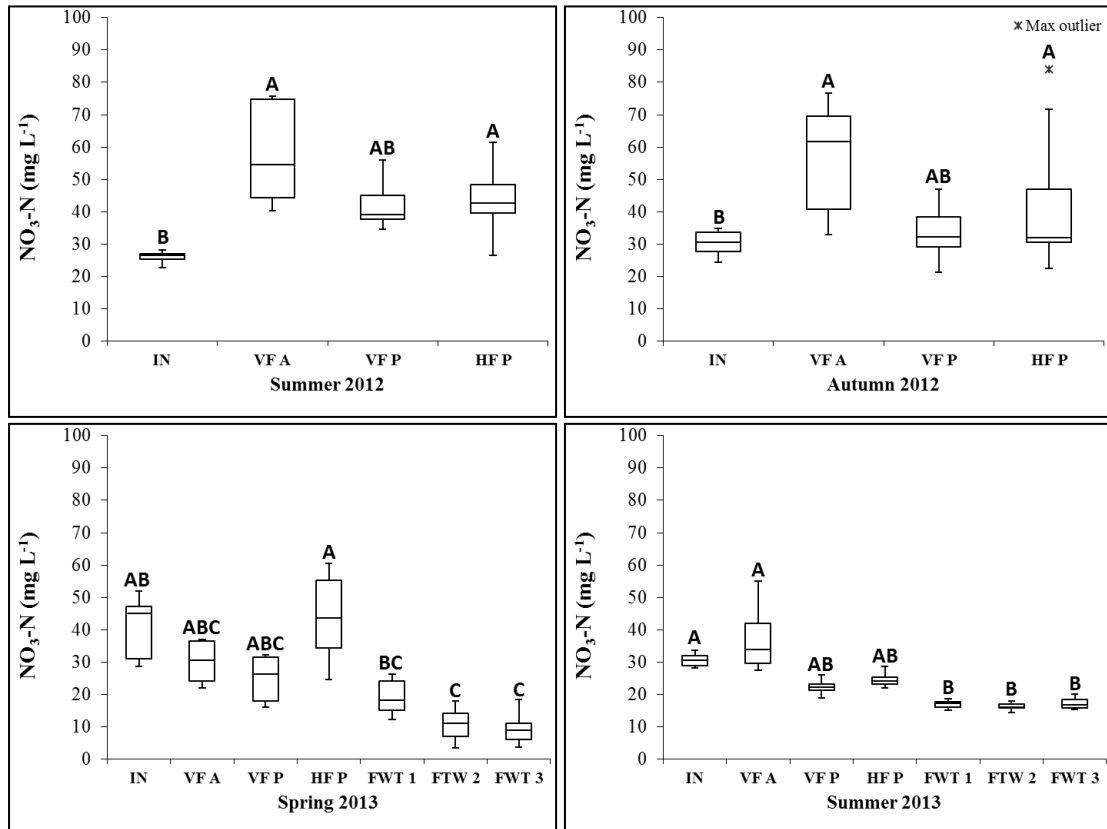 100
90
80
70
60
50
40
30
20
10
0
NO₃-N (mg L⁻¹)
B
A
AB
A
IN VF A VF P HF P
Summer 2012
100
90
80
70
60
50
40
30
20
10
0
NO₃-N (mg L⁻¹)
Max outlier
B
A
AB
A
IN VF A VF P HF P
Autumn 2012
100
90
80
70
60
50
40
30
20
10
0
NO₃-N (mg L⁻¹)
AB
ABC
ABC
A
BC
C
C
IN VF A VF P HF P FWT 1 FTW 2 FWT 3
Spring 2013
100
90
80
70
60
50
40
30
20
10
0
NO₃-N (mg L⁻¹)
A
A
AB
AB
B
B
B
IN VF A VF P HF P FWT 1 FTW 2 FWT 3
Summer 2013